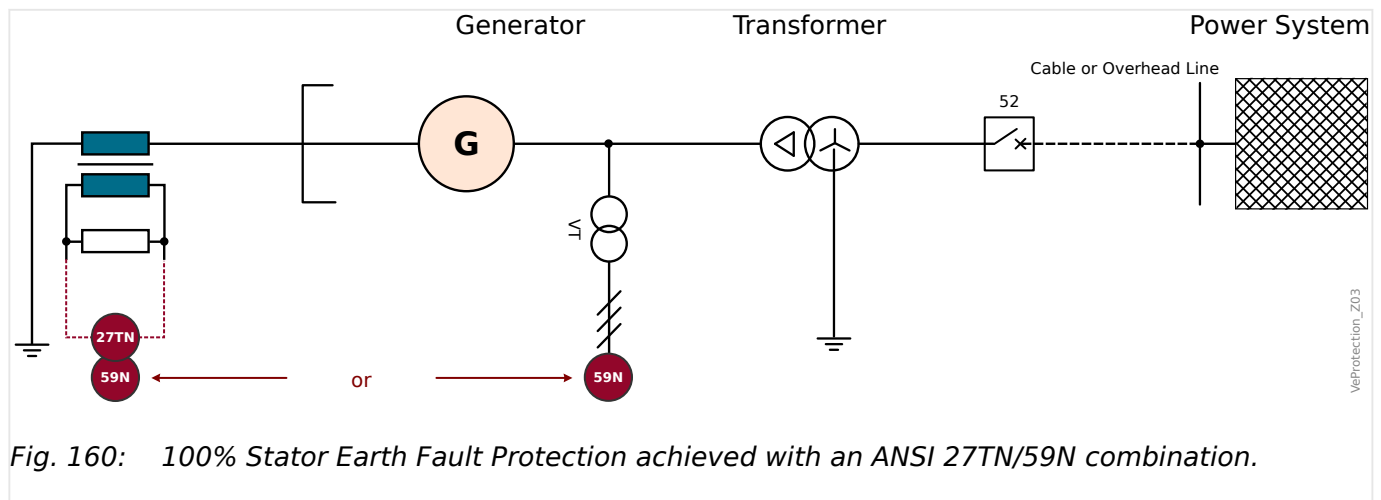 Generator
Transformer
Power System
Cable or Overhead Line
52
G
VT
27TN
59N
or
59N
VeProtection_Z03
Fig. 160: 100% Stator Earth Fault Protection achieved with an ANSI 27TN/59N combination.